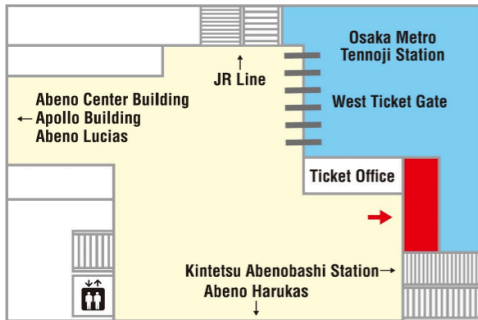 Osaka Metro
Tennoji Station
JR Line
West Ticket Gate
Abeno Center Building
Apollo Building
Abeno Lucias
Ticket Office
Kintetsu Abenobashi Station
Abeno Harukas